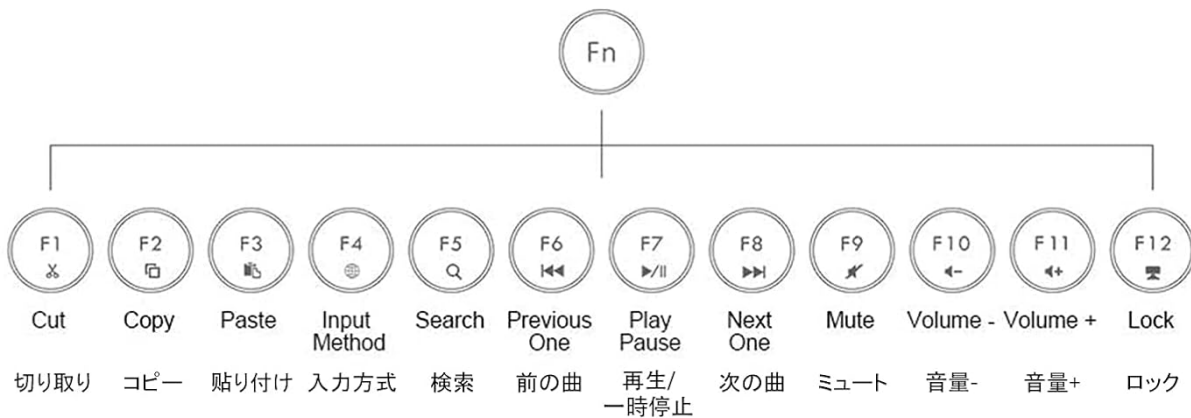 Fn
F1 F2 F3 F4 F5 F6 F7 F8 F9 F10 F11 F12
Cut Copy Paste Input Method Search Previous One Play Pause Next One Mute Volume - Volume + Lock
切り取り コピー 貼り付け 入力方式 検索 前の曲 再生/一時停止 次の曲 ミュート 音量- 音量+ ロック